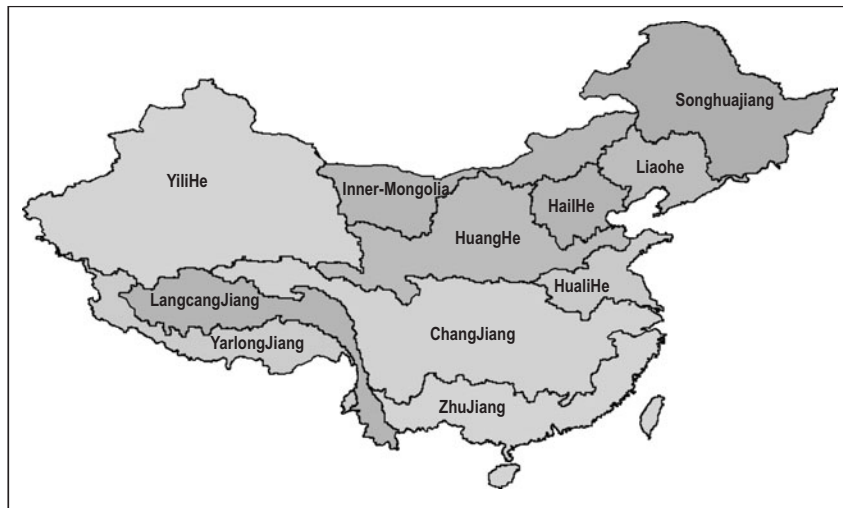 Songhuajiang
Liaohe
YiliHe
Inner-Mongolia
HailHe
HuangHe
HualiHe
LangcangJiang
ChangJiang
YarlongJiang
ZhuJiang